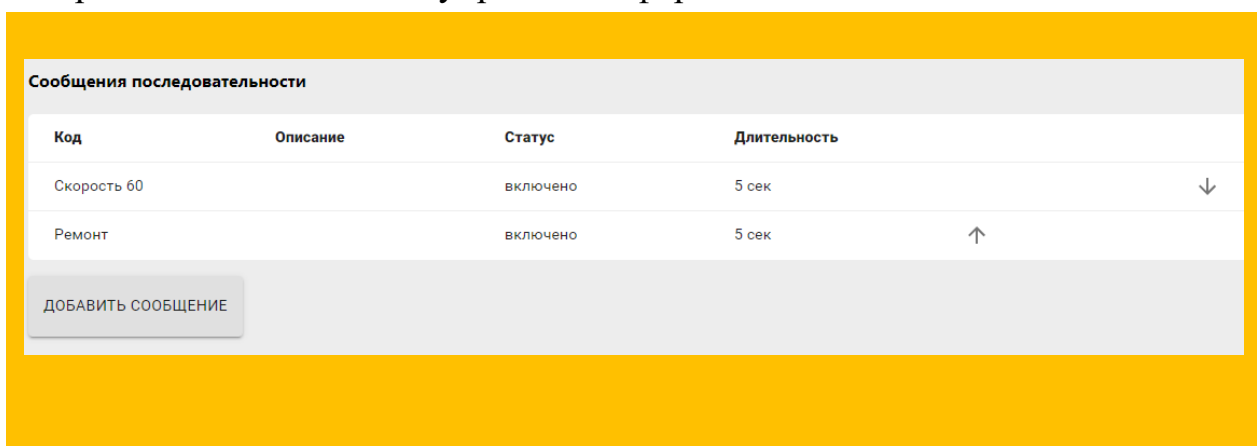 Сообщения последовательности
Код Описание Статус Длительность
Скорость 60 включено 5 сек
Ремонт включено 5 сек
ДОБАВИТЬ СООБЩЕНИЕ